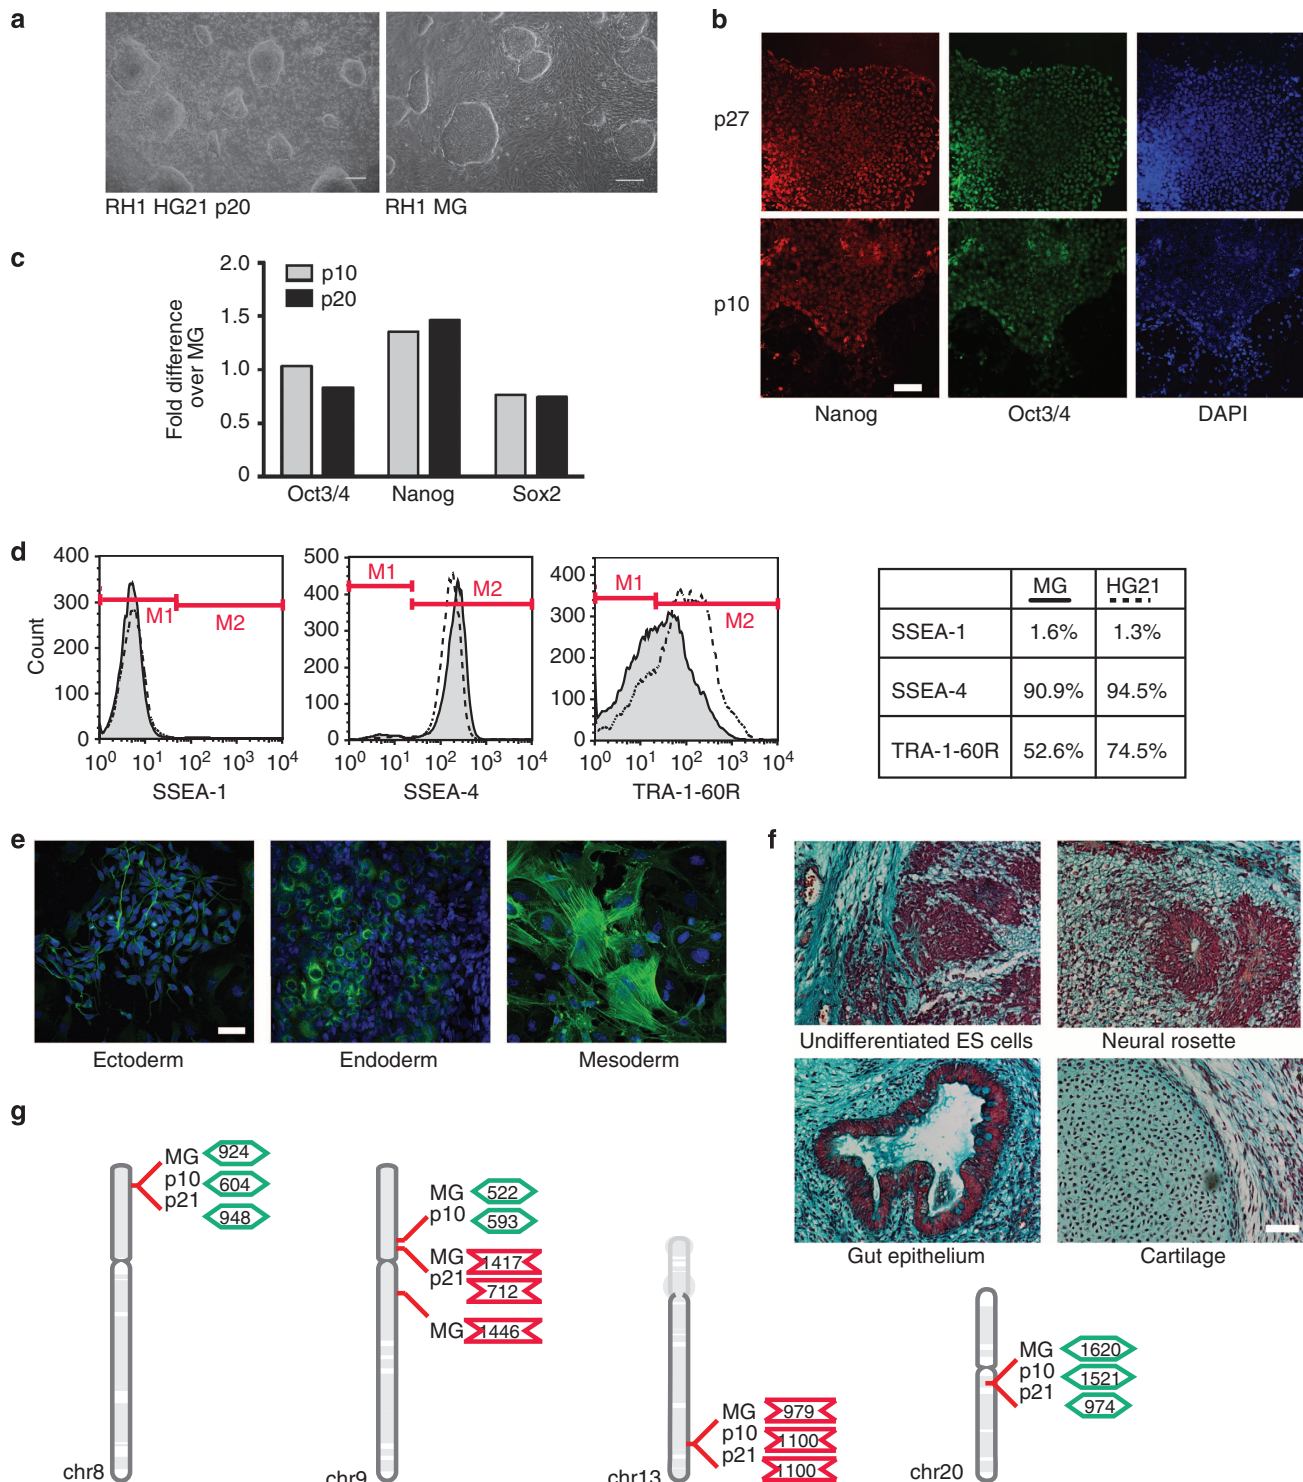 a
RH1 HG21 p20
RH1 MG
b
p27
p10
Nanog
Oct3/4
DAPI
c
Fold difference
over MG
2.0
1.5
1.0
0.5
0
p10
p20
Oct3/4
Nanog
Sox2
d
Count
400
300
200
100
0
M1
M2
10^0 10^1 10^2 10^3 10^4
SSEA-1
500
400
300
200
100
0
M1
M2
10^0 10^1 10^2 10^3 10^4
SSEA-4
400
300
200
100
0
M1
M2
10^0 10^1 10^2 10^3 10^4
TRA-1-60R
MG HG21
SSEA-1 1.6% 1.3%
SSEA-4 90.9% 94.5%
TRA-1-60R 52.6% 74.5%
e
Ectoderm
Endoderm
Mesoderm
f
Undifferentiated ES cells
Neural rosette
Gut epithelium
Cartilage
g
MG 924
p10 604
p21 948
chr8
MG 522
p10 593
MG 1417
p21 712
MG 1446
chr9
MG 979
p10 1100
p21 1100
chr13
MG 1620
p10 1521
p21 974
chr20